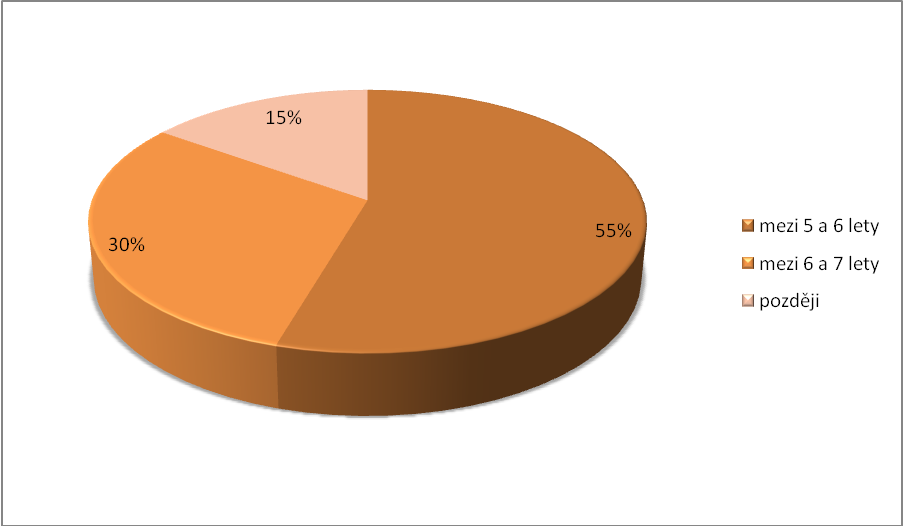 15%
55%
30%
mezi 5 a 6 lety
mezi 6 a 7 lety
později